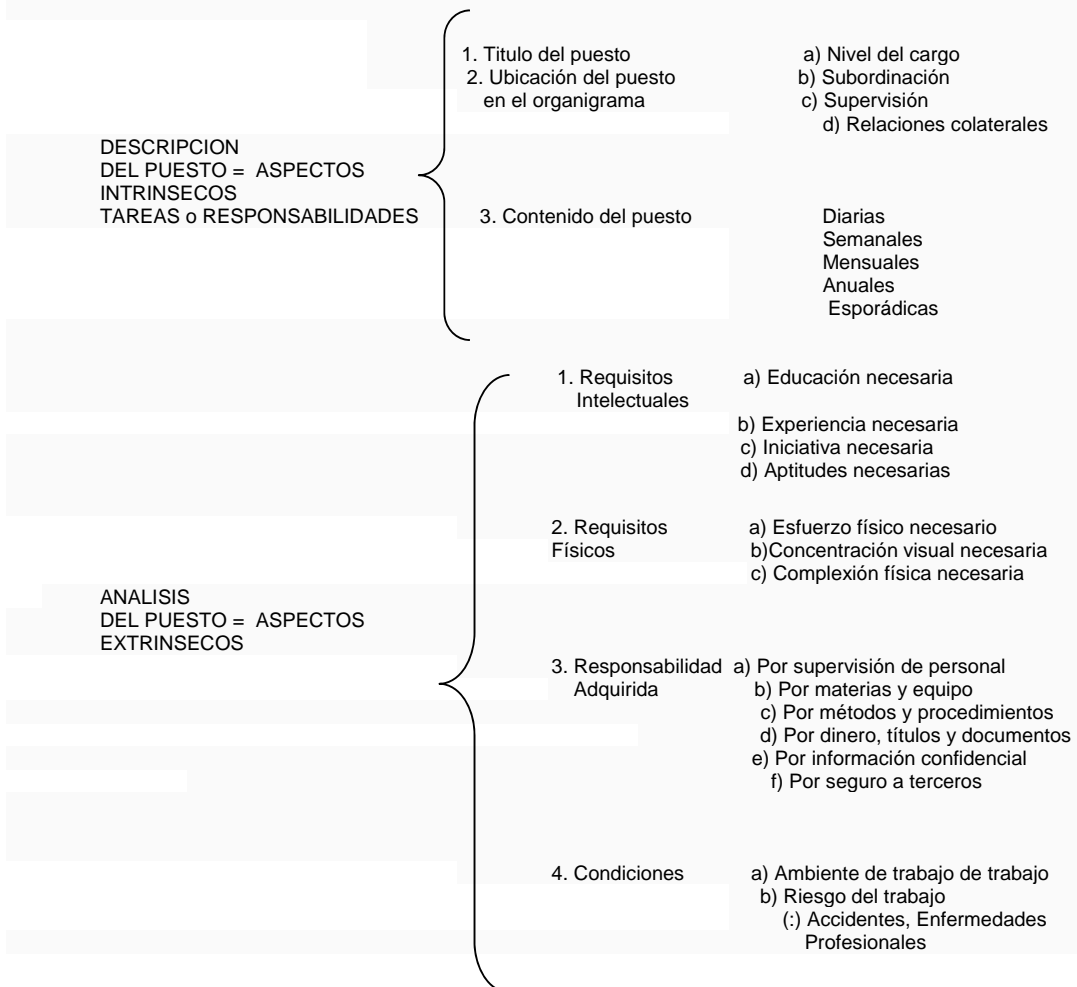 1. Titulo del puesto a) Nivel del cargo
2. Ubicación del puesto b) Subordinación
en el organigrama c) Supervisión
d) Relaciones colaterales
DESCRIPCION
DEL PUESTO = ASPECTOS
INTRINSECOS
TAREAS o RESPONSABILIDADES 3. Contenido del puesto Diarias
Semanales
Mensuales
Anuales
Esporádicas
1. Requisitos a) Educación necesaria
Intelectuales
b) Experiencia necesaria
c) Iniciativa necesaria
d) Aptitudes necesarias
2. Requisitos a) Esfuerzo físico necesario
Físicos b)Concentración visual necesaria
c) Complexión física necesaria
ANALISIS
DEL PUESTO = ASPECTOS
EXTRINSECOS
3. Responsabilidad a) Por supervisión de personal
Adquirida b) Por materias y equipo
c) Por métodos y procedimientos
d) Por dinero, títulos y documentos
e) Por información confidencial
f) Por seguro a terceros
4. Condiciones a) Ambiente de trabajo de trabajo
b) Riesgo del trabajo
(:) Accidentes, Enfermedades
Profesionales